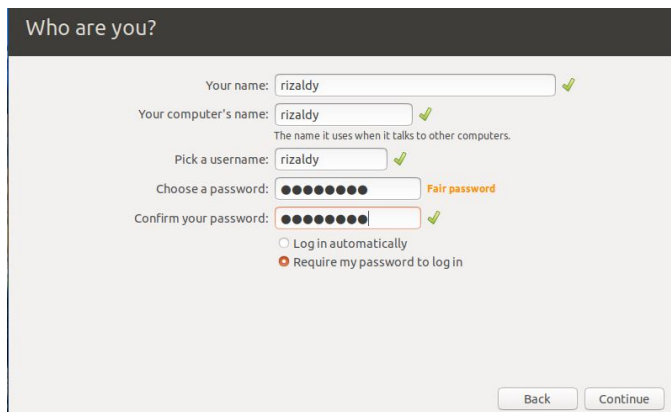 Who are you?
Your name: rizaldy
Your computer's name: rizaldy
The name it uses when it talks to other computers.
Pick a username: rizaldy
Choose a password: ●●●●●●●● Fair password
Confirm your password: ●●●●●●●●
Log in automatically
Require my password to log in
Back Continue